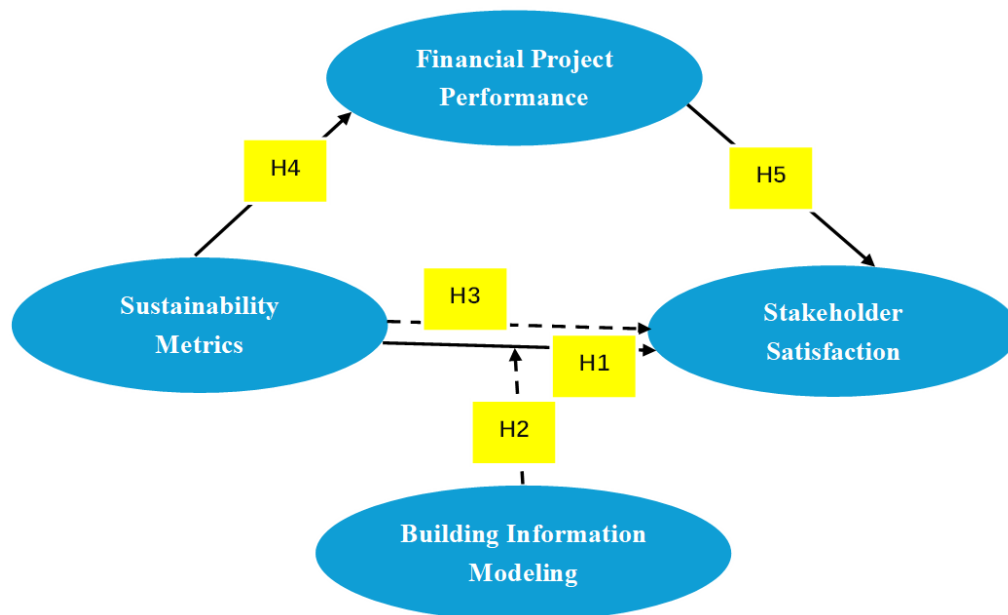 Financial Project
Performance
H4
H5
Sustainability
Metrics
H3
Stakeholder
Satisfaction
H1
H2
Building Information
Modeling